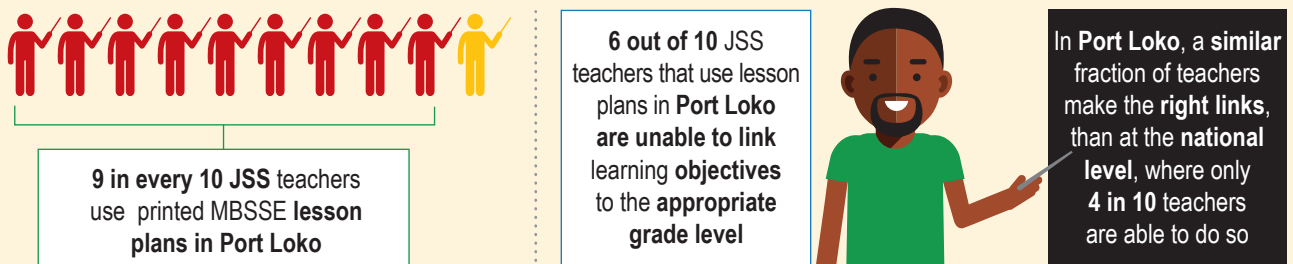 9 in every 10 JSS teachers
use printed MBSSE lesson
plans in Port Loko
6 out of 10 JSS
teachers that use lesson
plans in Port Loko
are unable to link
learning objectives
to the appropriate
grade level
In Port Loko, a similar
fraction of teachers
make the right links,
than at the national
level, where only
4 in 10 teachers
are able to do so